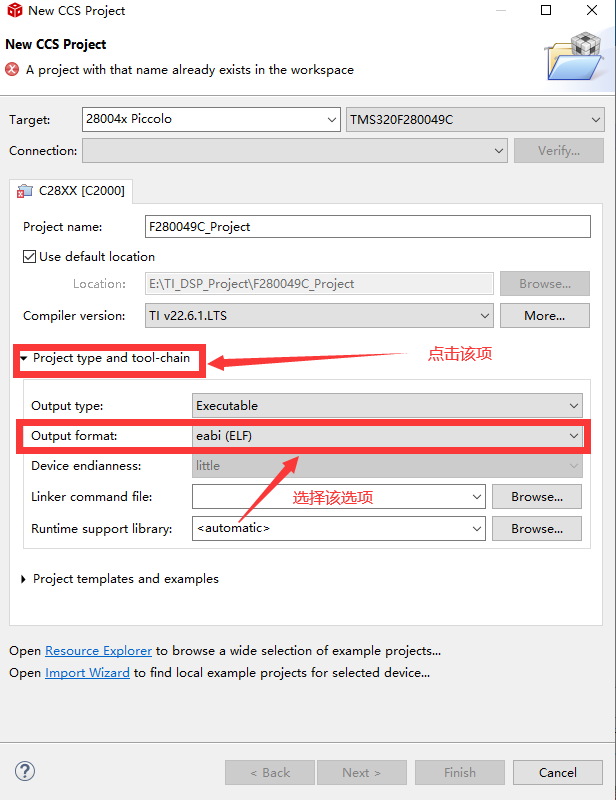 New CCS Project
New CCS Project
A project with that name already exists in the workspace
Target: 28004x Piccolo TMS320F280049C
Connection: Verify...
C28XX [C2000]
Project name: F280049C_Project
Use default location
Location: E:\TI_DSP_Project\F280049C_Project Browse...
Compiler version: TI v22.6.1.LTS More...
Project type and tool-chain 点击该项
Output type: Executable
Output format: eabi (ELF)
Device endianness: little
Linker command file: 选择该选项 Browse...
Runtime support library: <automatic> Browse...
Project templates and examples
Open Resource Explorer to browse a wide selection of example projects...
Open Import Wizard to find local example projects for selected device...
? < Back Next > Finish Cancel